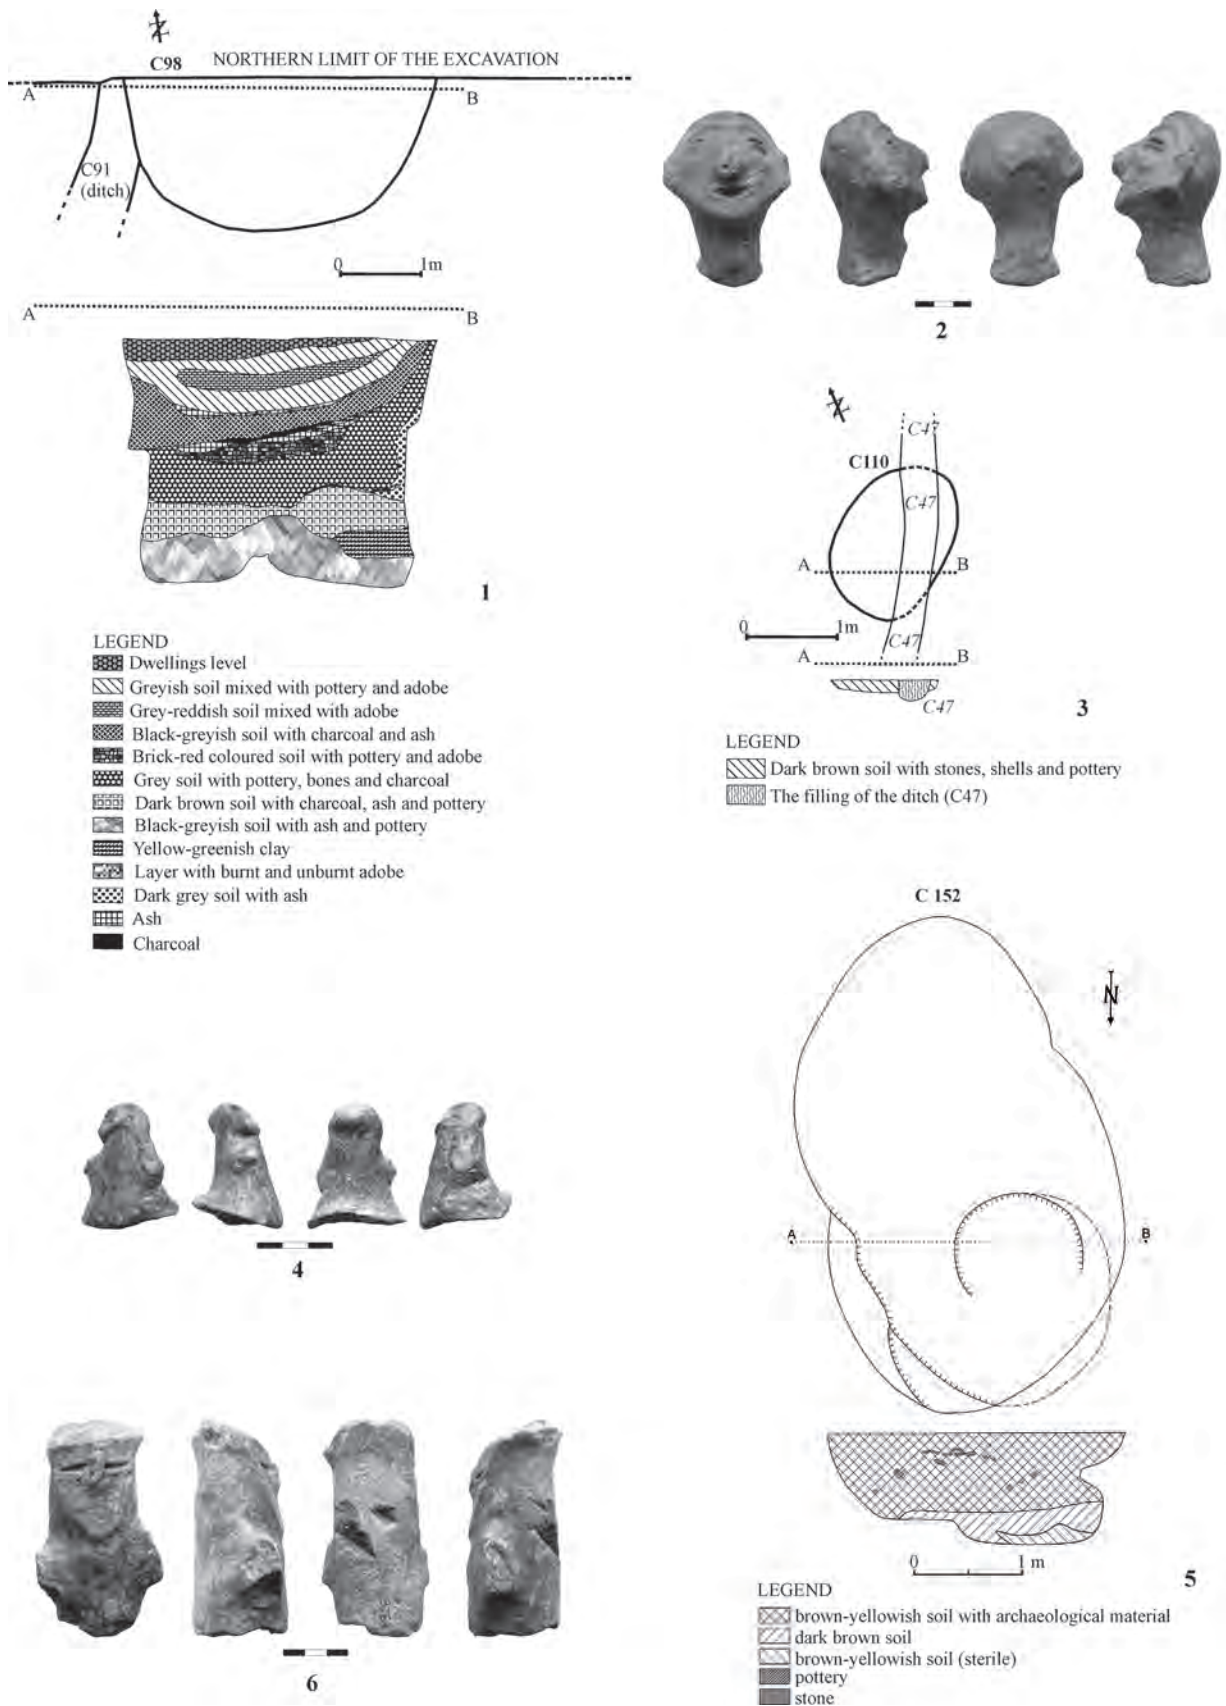 N
C98
NORTHERN LIMIT OF THE EXCAVATION
A
B
C91
(ditch)
0 1m
A
B
1
LEGEND
Dwellings level
Greyish soil mixed with pottery and adobe
Grey-reddish soil mixed with adobe
Black-greyish soil with charcoal and ash
Brick-red coloured soil with pottery and adobe
Grey soil with pottery, bones and charcoal
Dark brown soil with charcoal, ash and pottery
Black-greyish soil with ash and pottery
Yellow-greenish clay
Layer with burnt and unburnt adobe
Dark grey soil with ash
Ash
Charcoal
2
N
C47
C110
C47
A B
0 1m
C47
A B
C47
3
LEGEND
Dark brown soil with stones, shells and pottery
The filling of the ditch (C47)
4
C 152
N
A B
0 1 m
5
LEGEND
brown-yellowish soil with archaeological material
dark brown soil
brown-yellowish soil (sterile)
pottery
stone
6